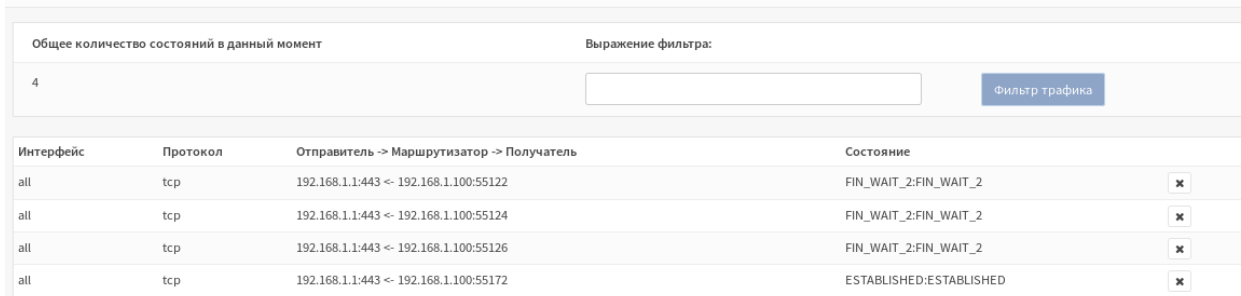 Общее количество состояний в данный момент Выражение фильтра:
4 Фильтр трафика
Интерфейс Протокол Отправитель -> Маршрутизатор -> Получатель Состояние
all tcp 192.168.1.1:443 <- 192.168.1.100:55122 FIN_WAIT_2:FIN_WAIT_2
all tcp 192.168.1.1:443 <- 192.168.1.100:55124 FIN_WAIT_2:FIN_WAIT_2
all tcp 192.168.1.1:443 <- 192.168.1.100:55126 FIN_WAIT_2:FIN_WAIT_2
all tcp 192.168.1.1:443 <- 192.168.1.100:55172 ESTABLISHED:ESTABLISHED